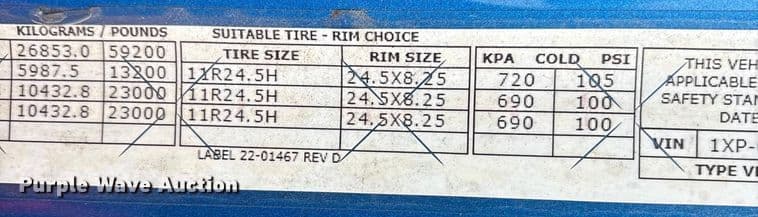 KILOGRAMS / POUNDS SUITABLE TIRE - RIM CHOICE
26853.0 59200 TIRE SIZE RIM SIZE KPA COLD PSI THIS VEH
5987.5 13200 11R24.5H 24.5X8.25 720 105 APPLICABLE
10432.8 23000 11R24.5H 24.5X8.25 690 100 SAFETY STAN
10432.8 23000 11R24.5H 24.5X8.25 690 100 DATE
VIN 1XP-
LABEL 22-01467 REV D
TYPE VE
Purple Wave Auction